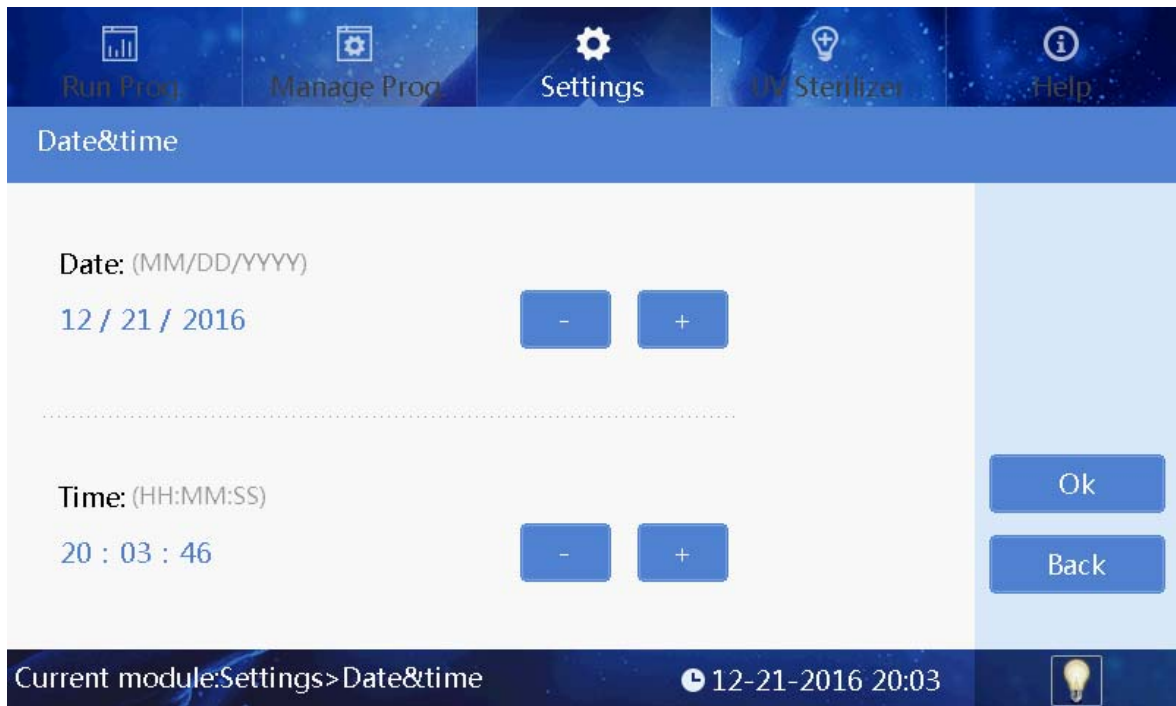 Run Prog.
Manage Prog.
Settings
UV Sterilizer
Help
Date&time
Date: (MM/DD/YYYY)
12 / 21 / 2016
- +
Time: (HH:MM:SS)
20 : 03 : 46
- +
Ok
Back
Current module:Settings>Date&time
12-21-2016 20:03